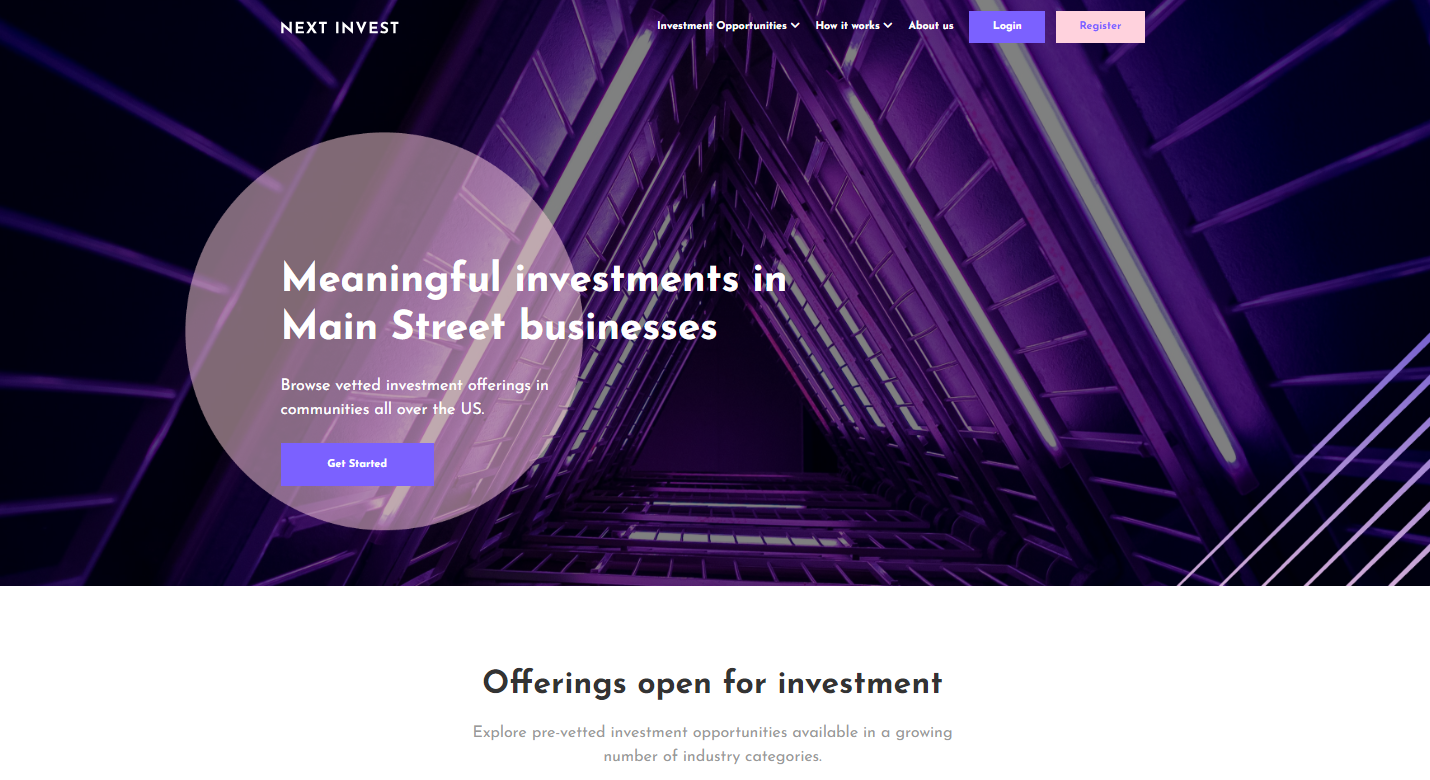 NEXT INVEST
Investment Opportunities
How it works
About us
Login
Register
Meaningful investments in
Main Street businesses
Browse vetted investment offerings in
communities all over the US.
Get Started
Offerings open for investment
Explore pre-vetted investment opportunities available in a growing
number of industry categories.